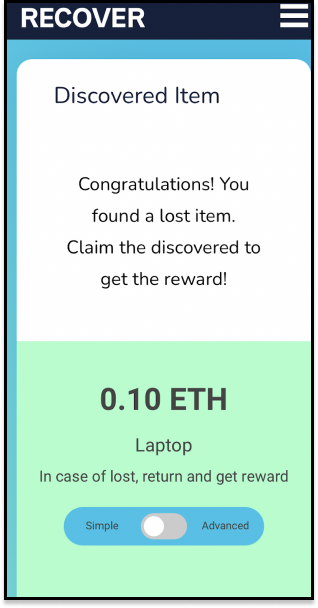 RECOVER
Discovered Item
Congratulations! You
found a lost item.
Claim the discovered to
get the reward!
0.10 ETH
Laptop
In case of lost, return and get reward
Simple Advanced